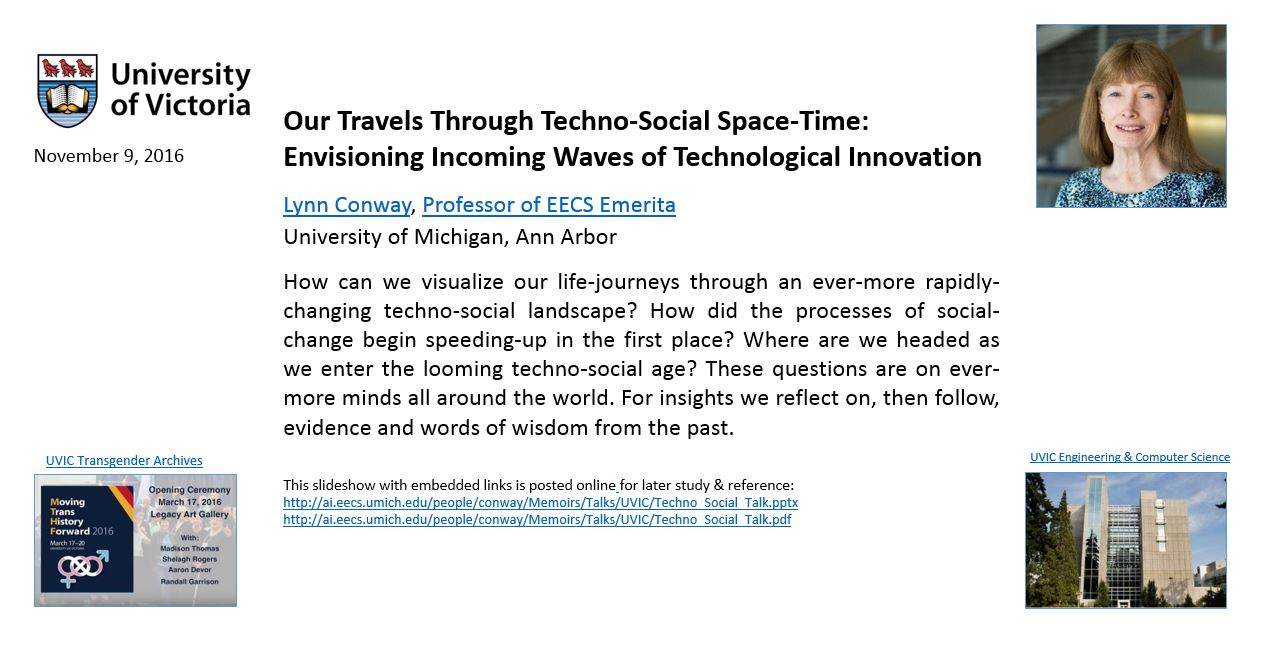 University
of Victoria
November 9, 2016
Our Travels Through Techno-Social Space-Time:
Envisioning Incoming Waves of Technological Innovation
Lynn Conway, Professor of EECS Emerita
University of Michigan, Ann Arbor
How can we visualize our life-journeys through an ever-more rapidly-
changing techno-social landscape? How did the processes of social-
change begin speeding-up in the first place? Where are we headed as
we enter the looming techno-social age? These questions are on ever-
more minds all around the world. For insights we reflect on, then follow,
evidence and words of wisdom from the past.
This slideshow with embedded links is posted online for later study & reference:
http://ai.eecs.umich.edu/people/conway/Memoirs/Talks/UVIC/Techno_Social_Talk.pptx
http://ai.eecs.umich.edu/people/conway/Memoirs/Talks/UVIC/Techno_Social_Talk.pdf
UVIC Transgender Archives
Moving
Trans
History
Forward 2016
March 17–20
UNIVERSITY OF VICTORIA
Opening Ceremony
March 17, 2016
Legacy Art Gallery
With:
Madison Thomas
Shelagh Rogers
Aaron Devor
Randall Garrison
UVIC Engineering & Computer Science